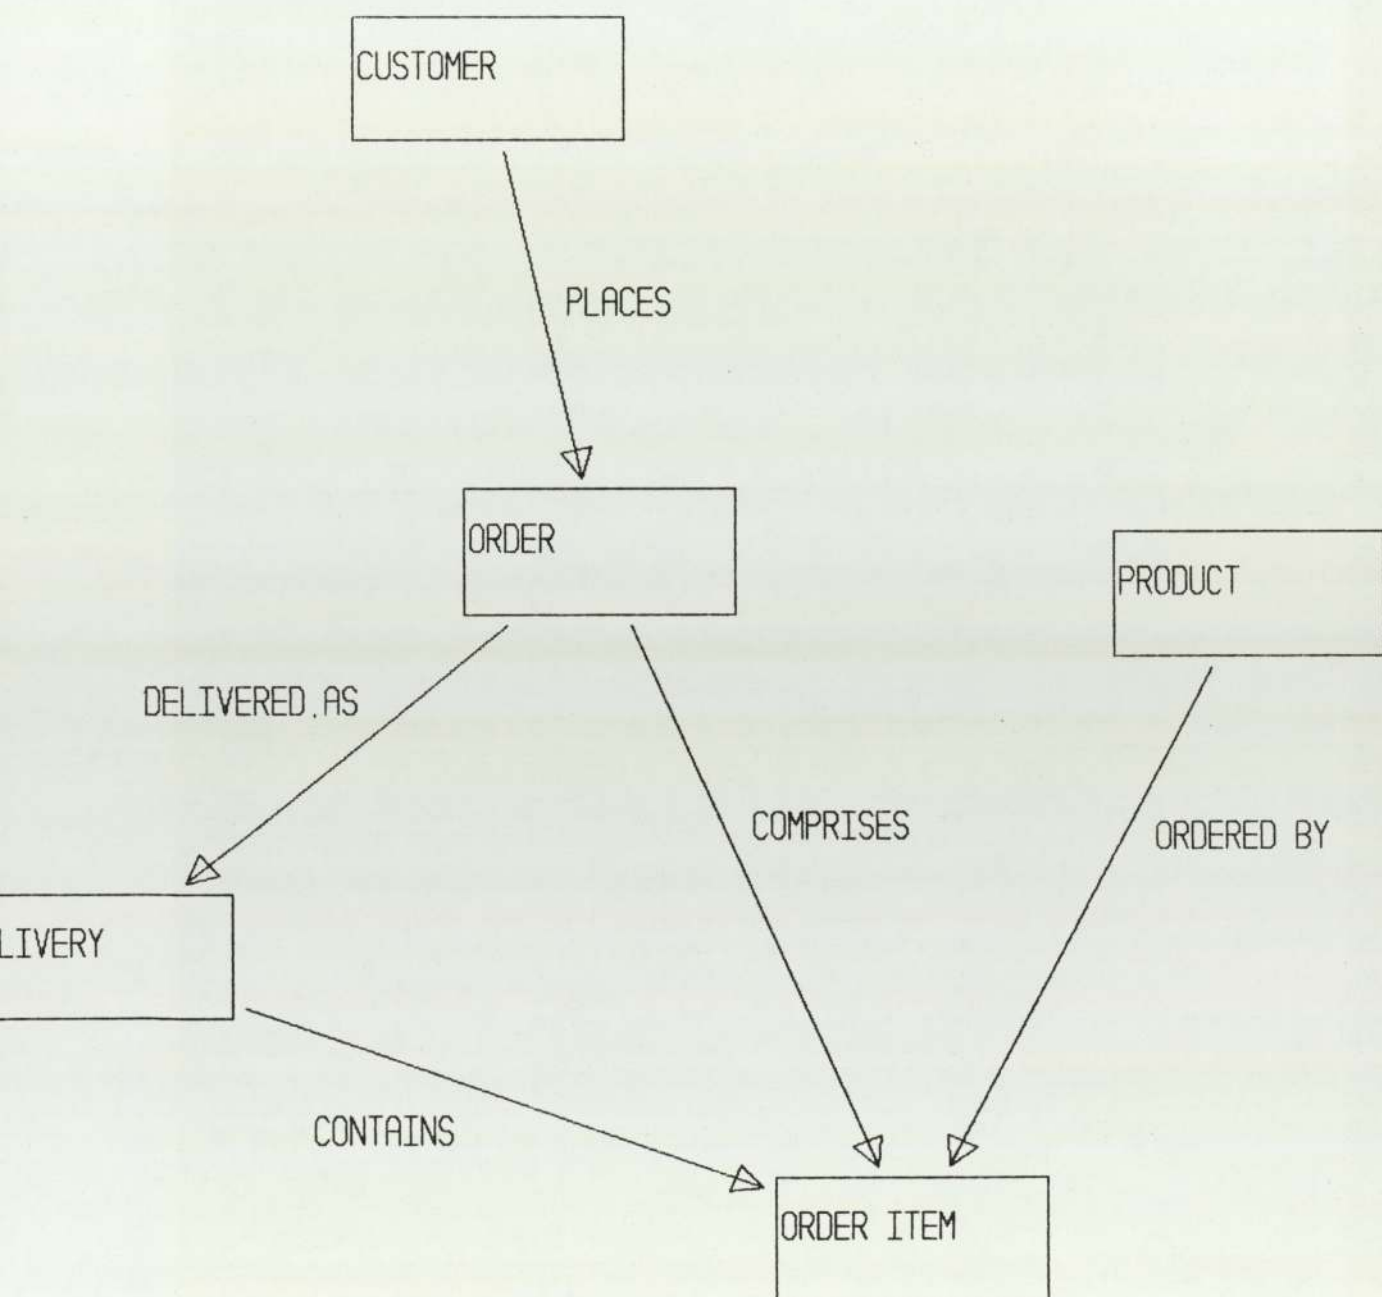 CUSTOMER
PLACES
ORDER
PRODUCT
DELIVERED.AS
COMPRISES
ORDERED BY
LIVERY
CONTAINS
ORDER ITEM